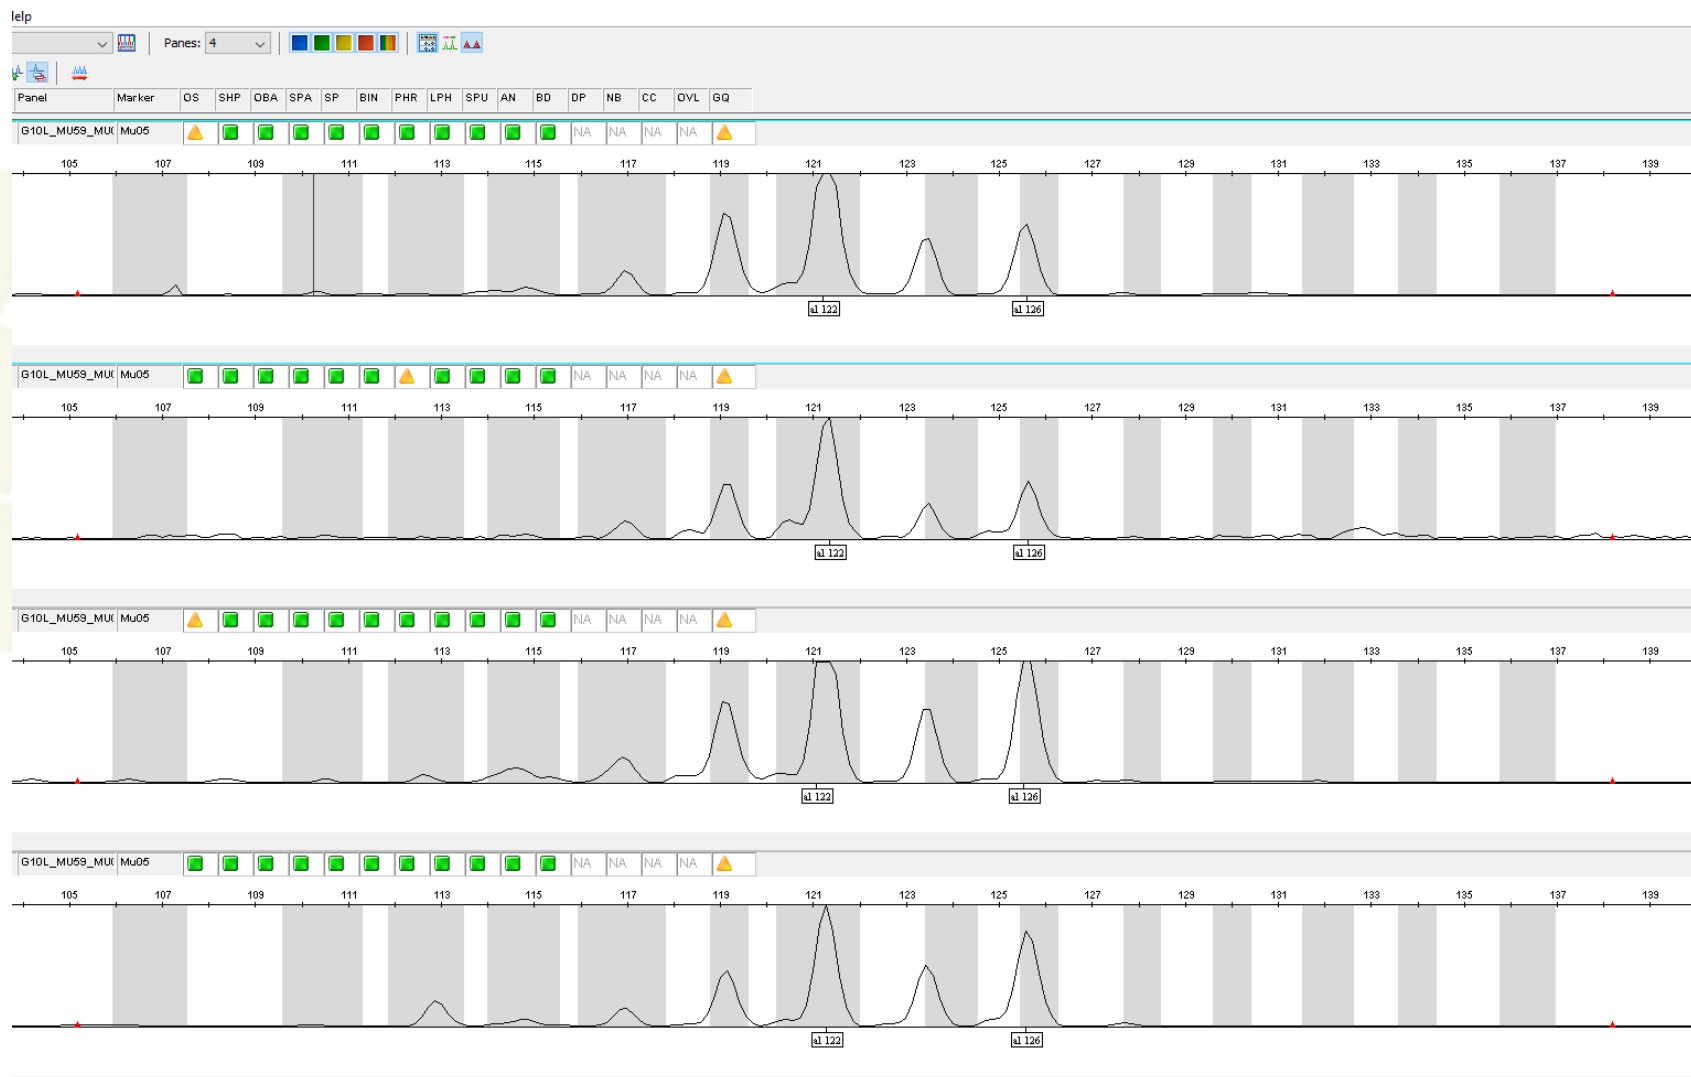 Help
Panes: 4
Panel Marker OS SHP OBA SPA SP BIN PHR LPH SPU AN BD DP NB CC OVL GQ
G10L_MU59_MU( Mu05 NA NA NA NA
105 107 109 111 113 115 117 119 121 123 125 127 129 131 133 135 137 139
al 122 al 126
G10L_MU59_MU( Mu05 NA NA NA NA
105 107 109 111 113 115 117 119 121 123 125 127 129 131 133 135 137 139
al 122 al 126
G10L_MU59_MU( Mu05 NA NA NA NA
105 107 109 111 113 115 117 119 121 123 125 127 129 131 133 135 137 139
al 122 al 126
G10L_MU59_MU( Mu05 NA NA NA NA
105 107 109 111 113 115 117 119 121 123 125 127 129 131 133 135 137 139
al 122 al 126